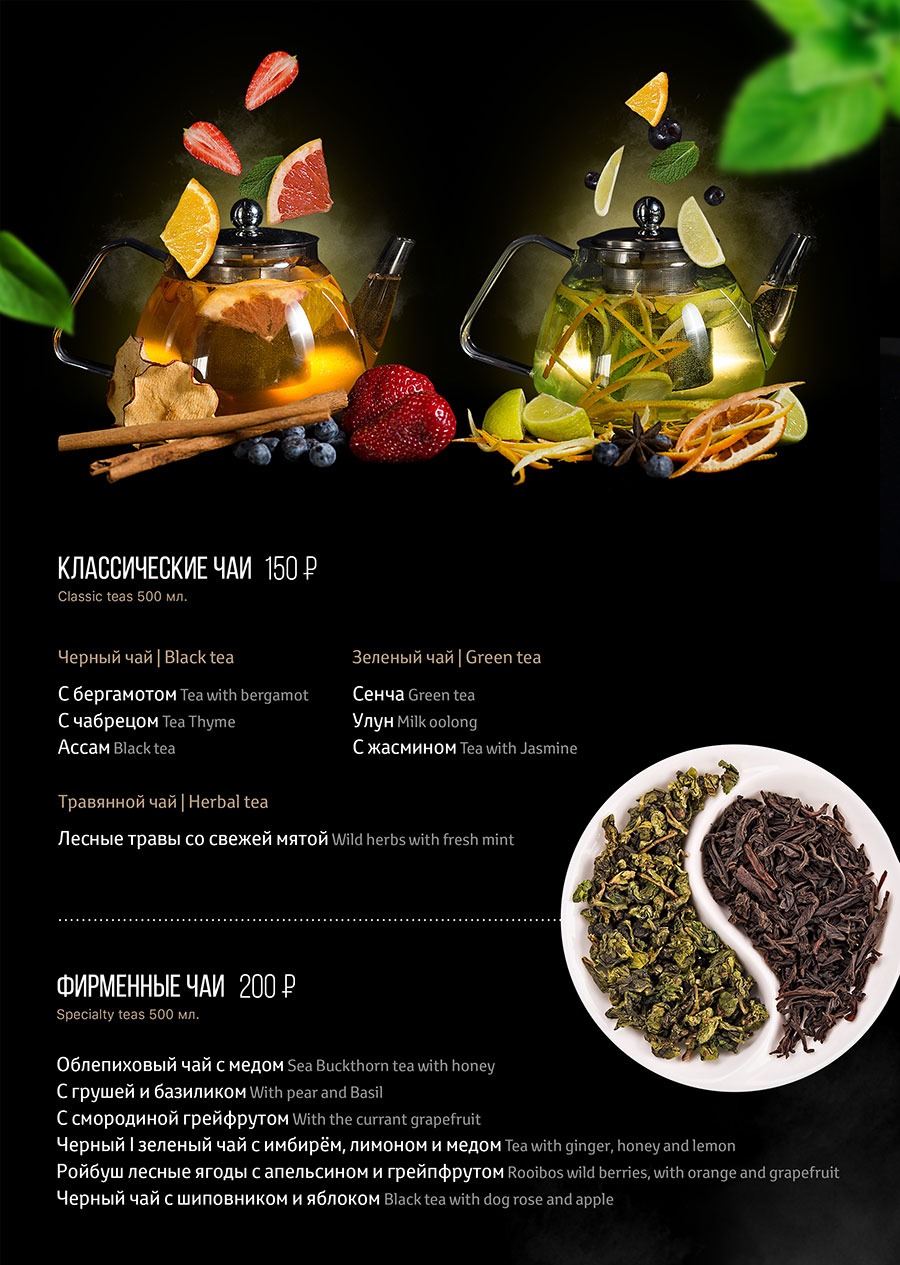 КЛАССИЧЕСКИЕ ЧАИ 150 ₽
Classic teas 500 мл.
Черный чай | Black tea
С бергамотом Tea with bergamot
С чабрецом Tea Thyme
Ассам Black tea
Зеленый чай | Green tea
Сенча Green tea
Улун Milk oolong
С жасмином Tea with Jasmine
Травянной чай | Herbal tea
Лесные травы со свежей мятой Wild herbs with fresh mint
ФИРМЕННЫЕ ЧАИ 200 ₽
Specialty teas 500 мл.
Облепиховый чай с медом Sea Buckthorn tea with honey
С грушей и базиликом With pear and Basil
С смородиной грейфрутом With the currant grapefruit
Черный I зеленый чай с имбирём, лимоном и медом Tea with ginger, honey and lemon
Ройбуш лесные ягоды с апельсином и грейпфрутом Rooibos wild berries, with orange and grapefruit
Черный чай с шиповником и яблоком Black tea with dog rose and apple